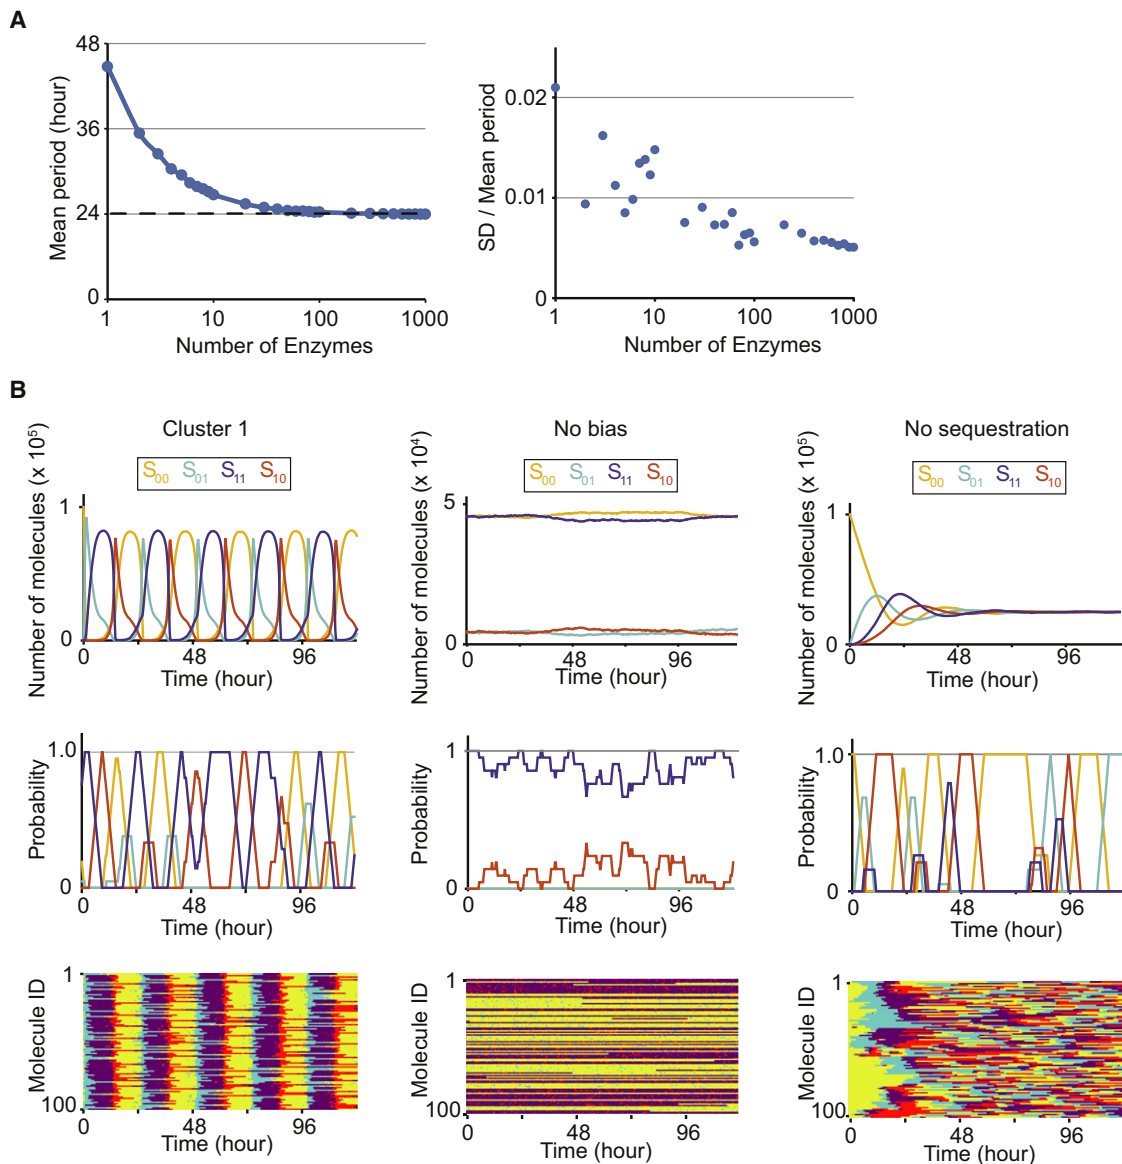 A
Mean period (hour)
48
36
24
0
1
10
100
1000
Number of Enzymes
SD / Mean period
0.02
0.01
0
1
10
100
1000
Number of Enzymes
B
Cluster 1
S00 S01 S11 S10
Number of molecules (x 10⁵)
1
0
0
48
96
Time (hour)
No bias
S00 S01 S11 S10
Number of molecules (x 10⁴)
5
0
0
48
96
Time (hour)
No sequestration
S00 S01 S11 S10
Number of molecules (x 10⁵)
1
0
0
48
96
Time (hour)
Probability
1.0
0
0
48
96
Time (hour)
Probability
1
0
0
48
96
Time (hour)
Probability
1.0
0
0
48
96
Time (hour)
Molecule ID
1
100
0
48
96
Time (hour)
Molecule ID
1
100
0
48
96
Time (hour)
Molecule ID
1
100
0
48
96
Time (hour)